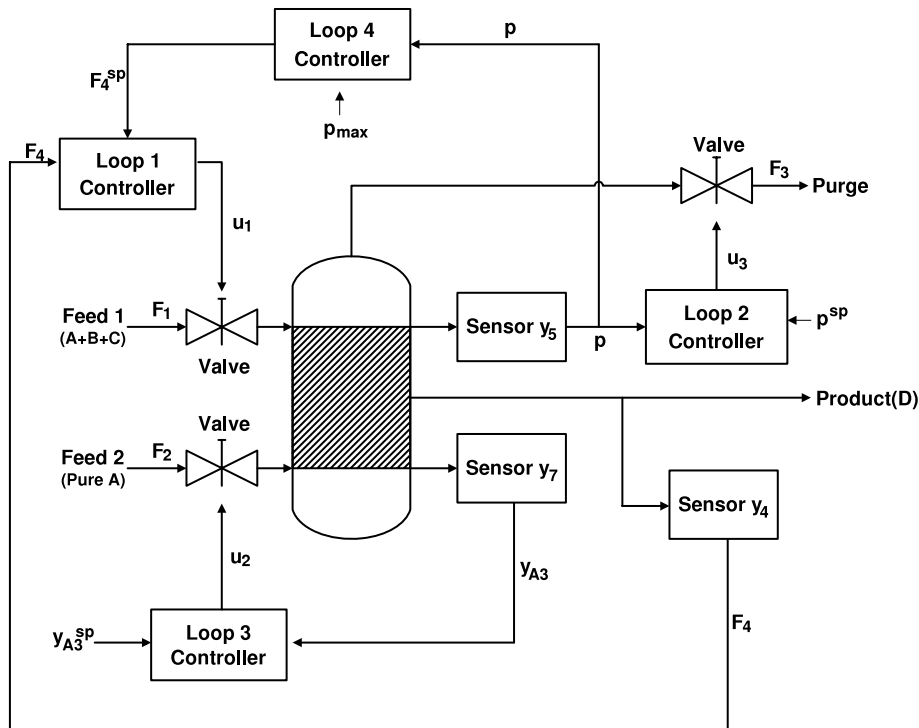 Loop 4
Controller
p
F4sp
pmax
F4
Loop 1
Controller
Valve
F3
Purge
u1
u3
Feed 1
(A+B+C)
F1
Valve
Sensor y5
p
Loop 2
Controller
psp
Valve
Product(D)
Feed 2
(Pure A)
F2
Sensor y7
Sensor y4
u2
yA3
yA3sp
Loop 3
Controller
F4